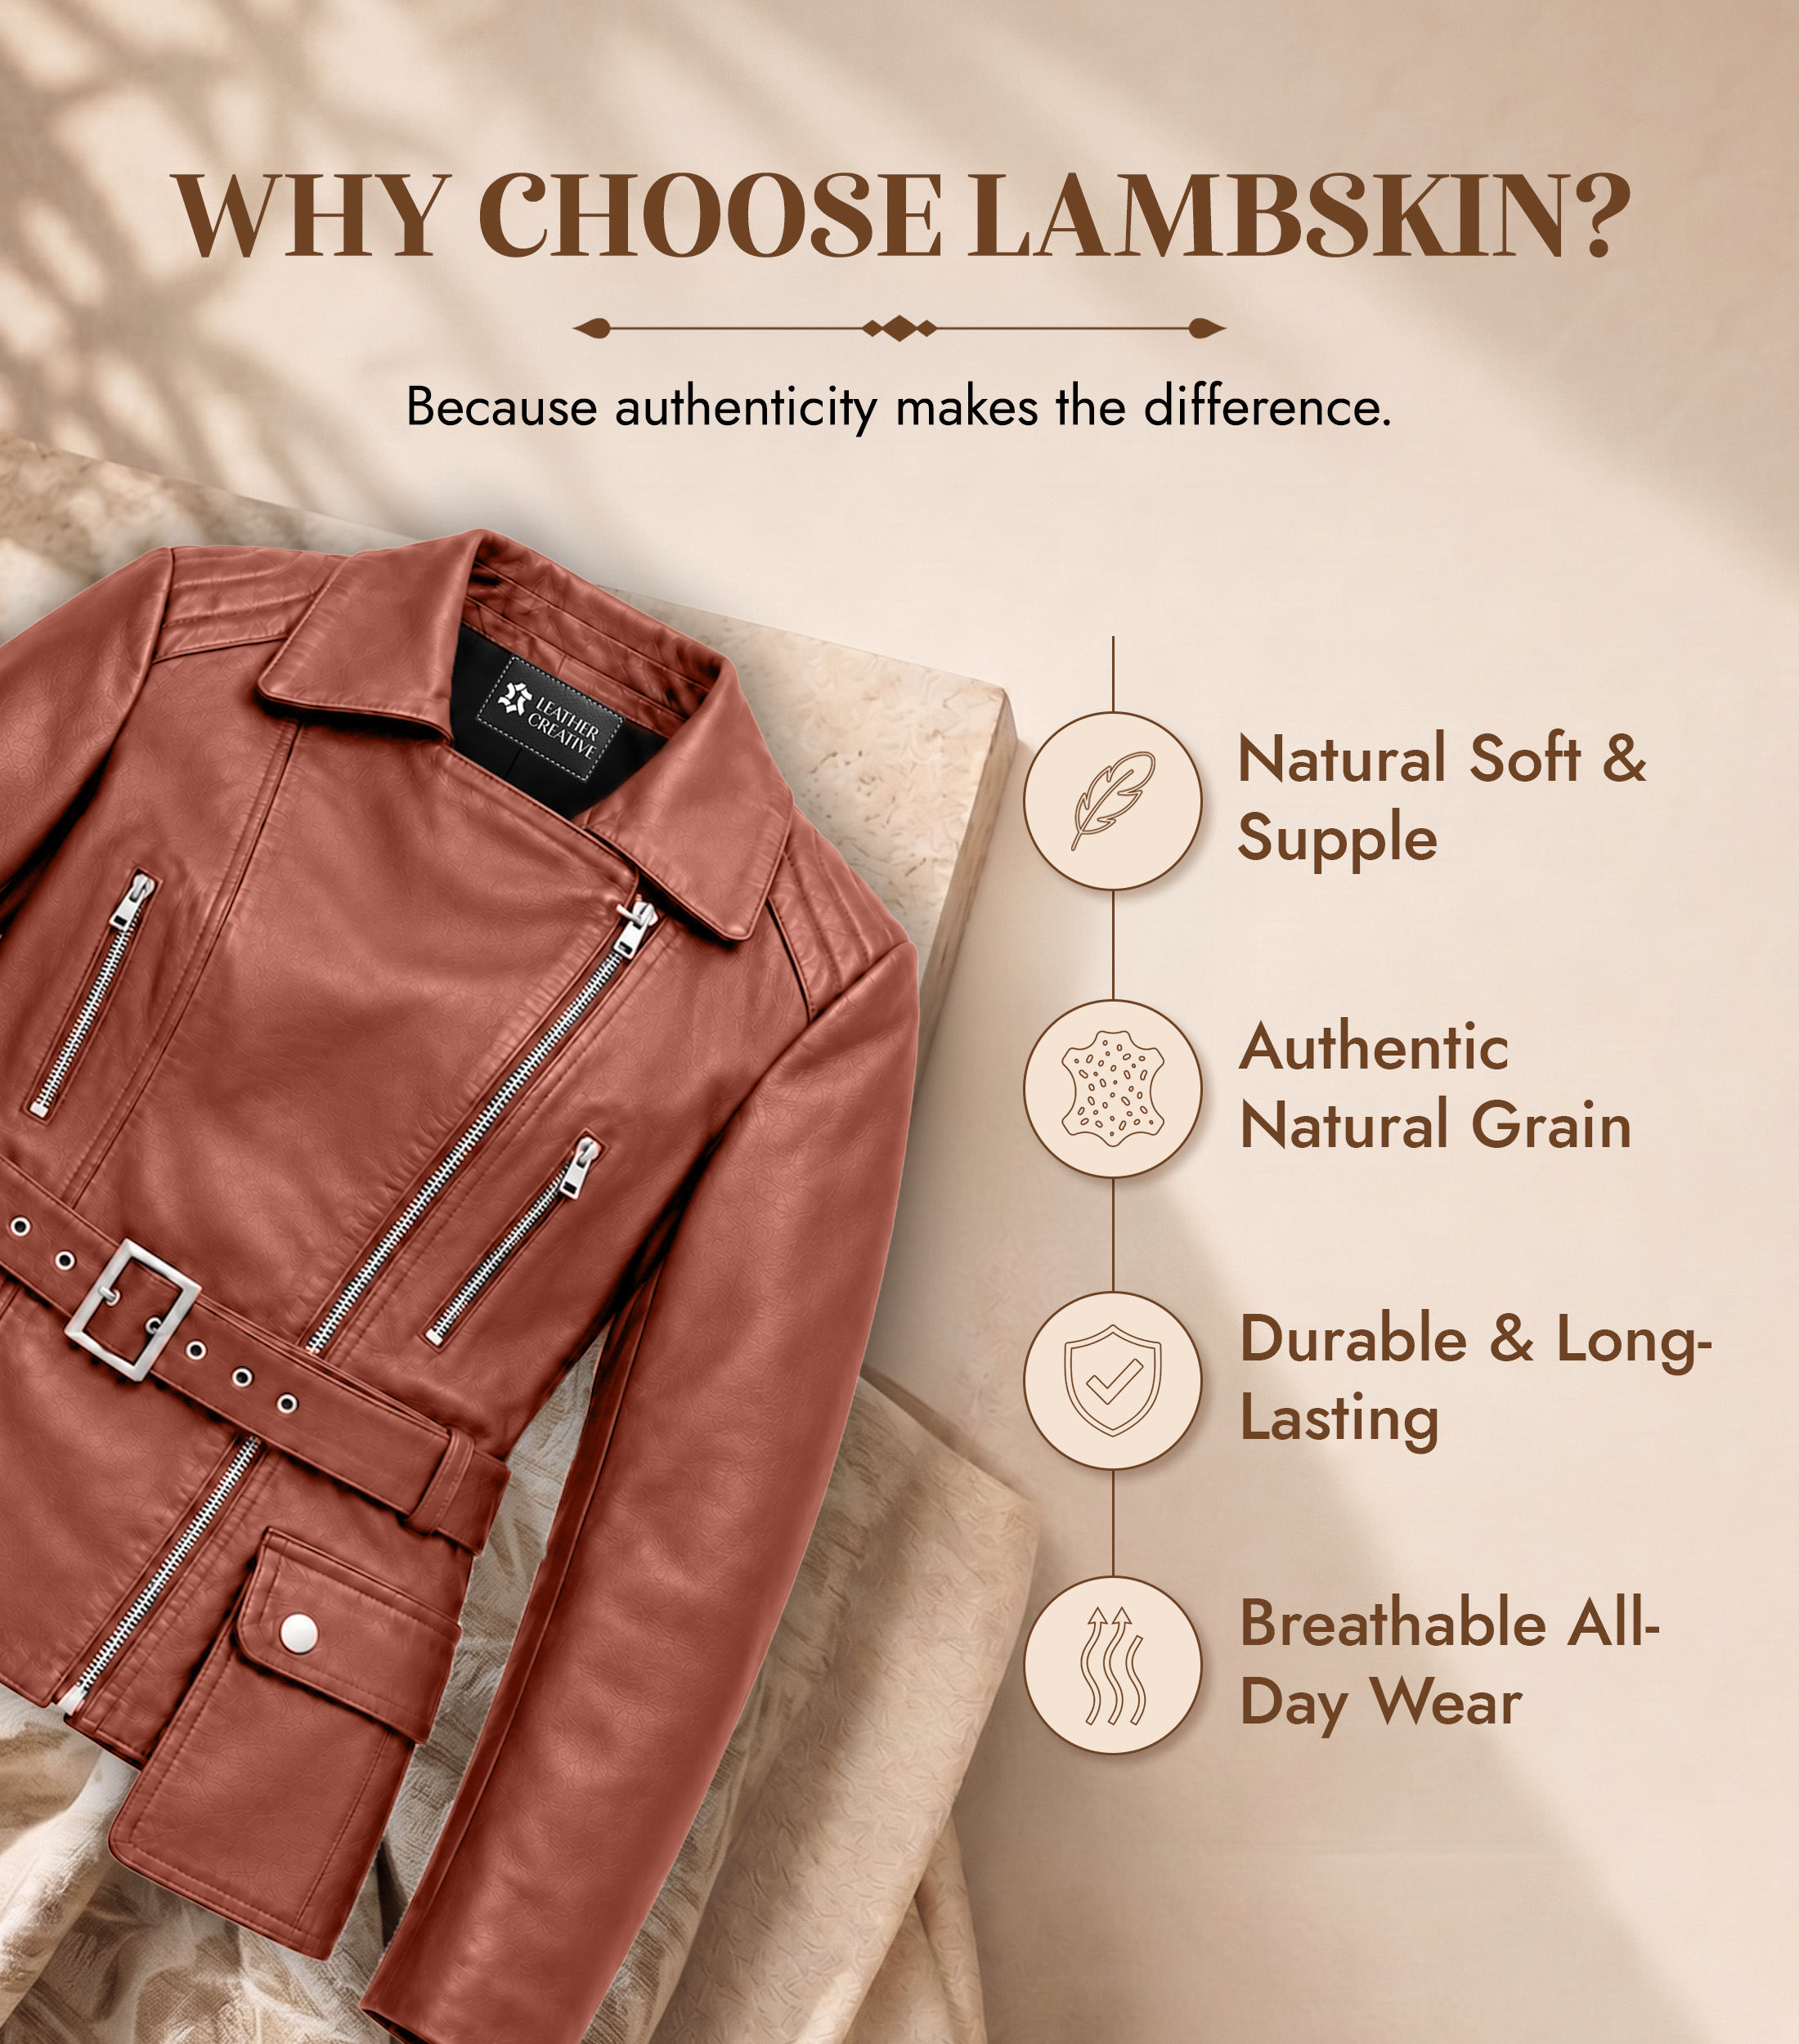 WHY CHOOSE LAMBSKIN?
Because authenticity makes the difference.
LEATHER
CREATIVE
Natural Soft &
Supple
Authentic
Natural Grain
Durable & Long-
Lasting
Breathable All-
Day Wear